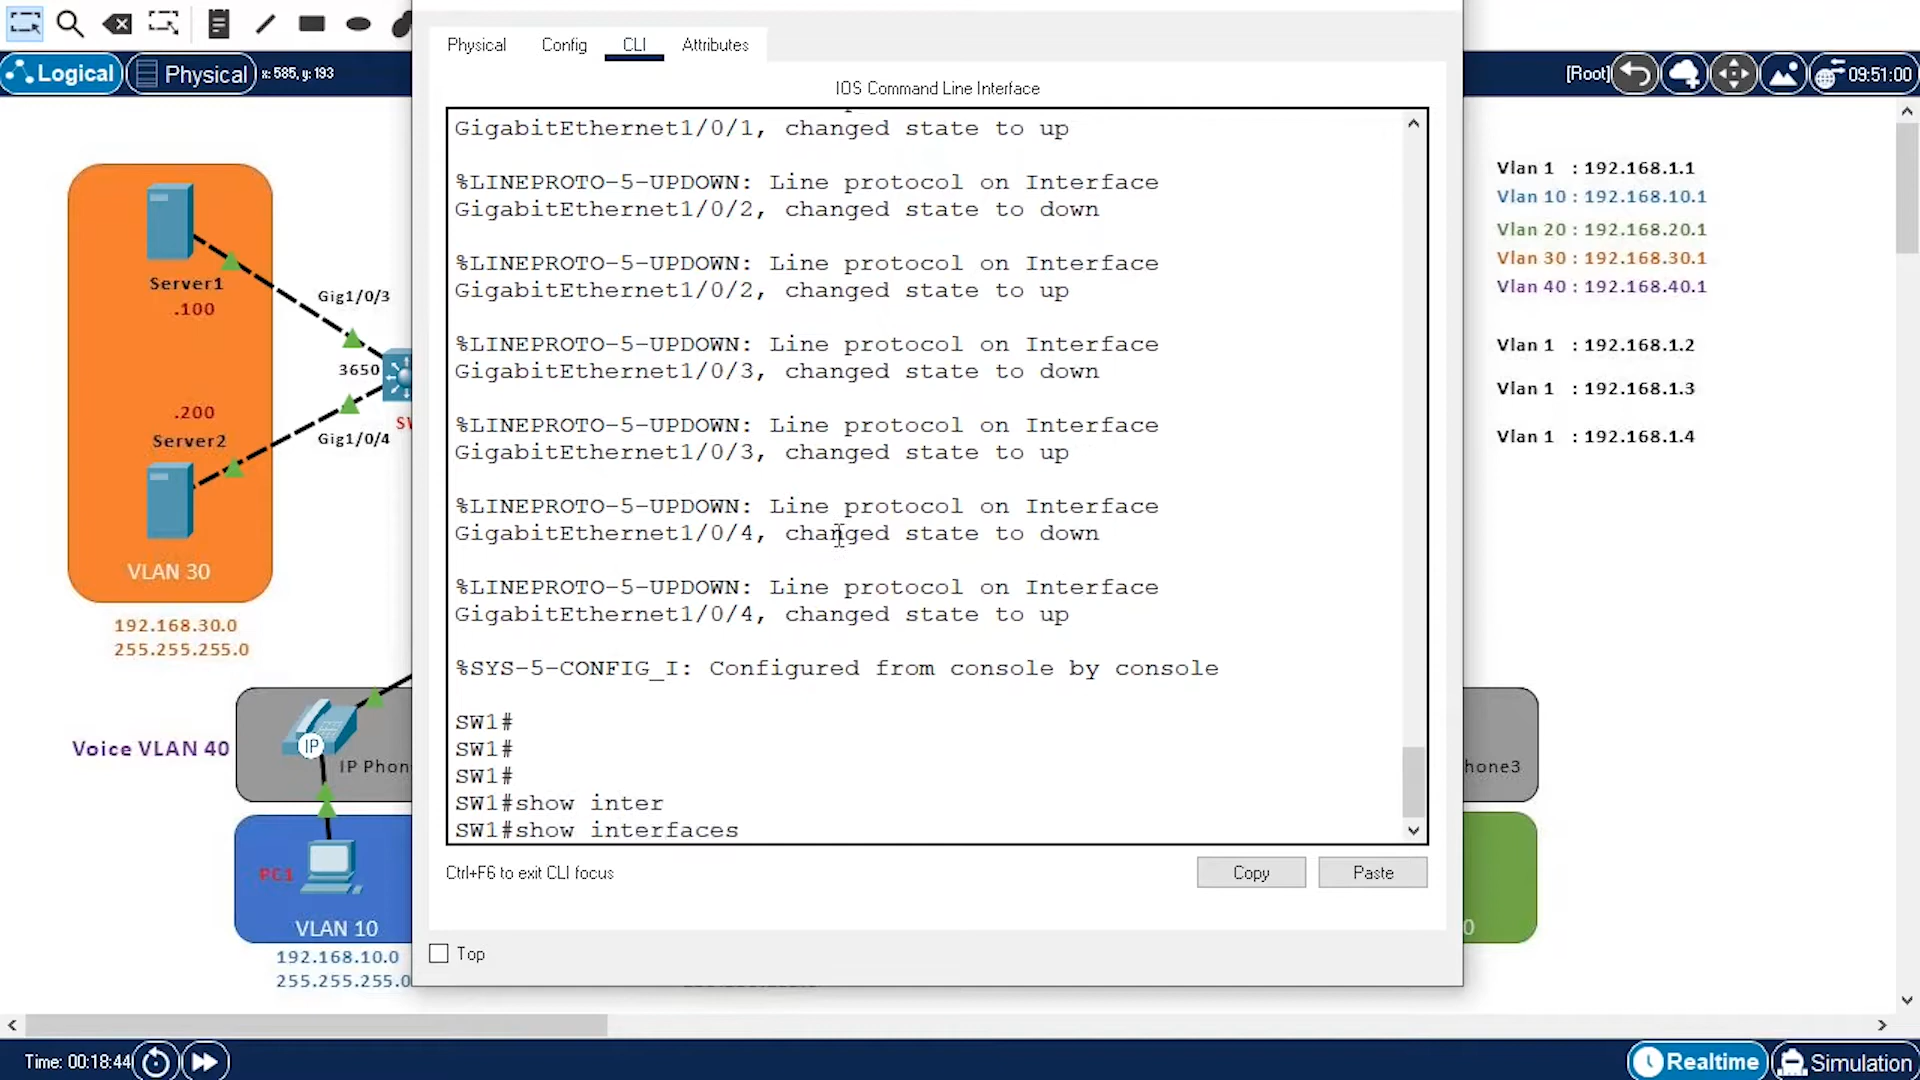 Physical Config CLI Attributes
Logical Physical x: 585, y: 193 [Root] 09:51:00
IOS Command Line Interface
GigabitEthernet1/0/1, changed state to up
%LINEPROTO-5-UPDOWN: Line protocol on Interface
GigabitEthernet1/0/2, changed state to down
%LINEPROTO-5-UPDOWN: Line protocol on Interface
GigabitEthernet1/0/2, changed state to up
%LINEPROTO-5-UPDOWN: Line protocol on Interface
GigabitEthernet1/0/3, changed state to down
%LINEPROTO-5-UPDOWN: Line protocol on Interface
GigabitEthernet1/0/3, changed state to up
%LINEPROTO-5-UPDOWN: Line protocol on Interface
GigabitEthernet1/0/4, changed state to down
%LINEPROTO-5-UPDOWN: Line protocol on Interface
GigabitEthernet1/0/4, changed state to up
%SYS-5-CONFIG_I: Configured from console by console
SW1#
SW1#
SW1#
SW1#show inter
SW1#show interfaces
Ctrl+F6 to exit CLI focus
Copy Paste
Top
Server1
.100
Gig1/0/3
3650
SW
.200
Server2
Gig1/0/4
VLAN 30
192.168.30.0
255.255.255.0
Voice VLAN 40
IP
IP Phon
PC1
VLAN 10
192.168.10.0
255.255.255.0
Vlan 1 : 192.168.1.1
Vlan 10 : 192.168.10.1
Vlan 20 : 192.168.20.1
Vlan 30 : 192.168.30.1
Vlan 40 : 192.168.40.1
Vlan 1 : 192.168.1.2
Vlan 1 : 192.168.1.3
Vlan 1 : 192.168.1.4
hone3
0
Time: 00:18:44 Realtime Simulation